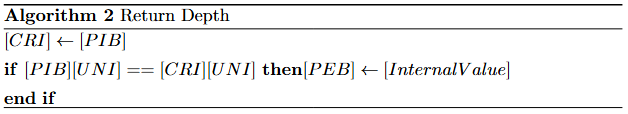 Algorithm 2 Return Depth
[CRI] ← [PIB]
if [PIB][UNI] == [CRI][UNI] then[PEB] ← [InternalValue]
end if